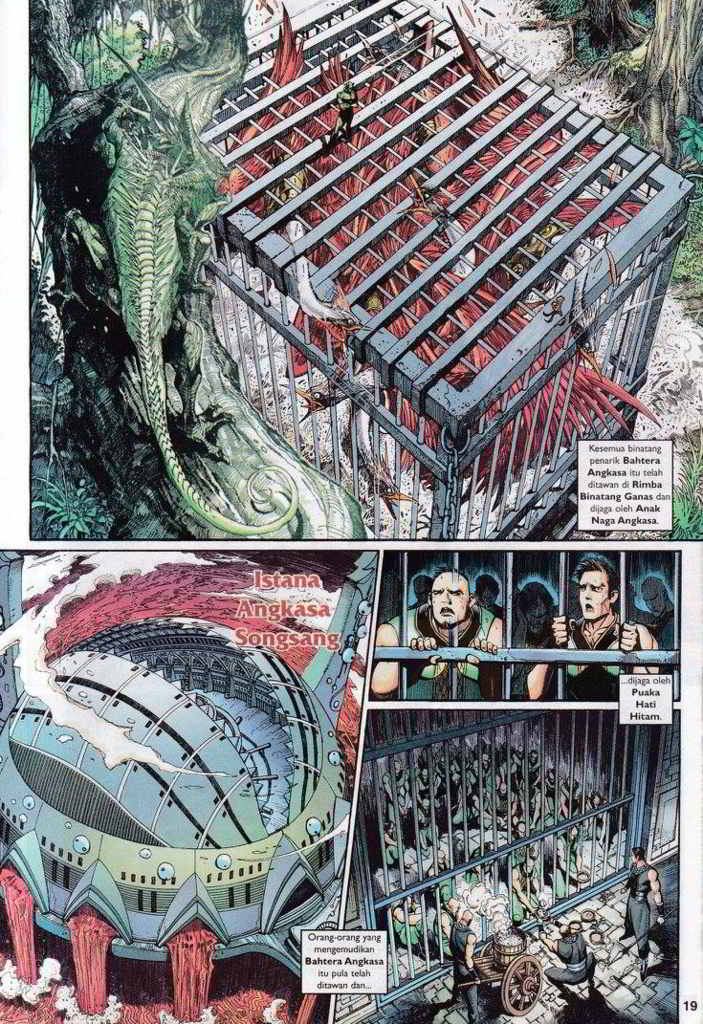 Kesemua binatang
penarik Bahtera
Angkasa itu telah
ditawan di Rimba
Binatang Ganas dan
dijaga oleh Anak
Naga Angkasa.
Istana
Angkasa
Songsang
Orang-orang yang
mengemudikan
Bahtera Angkasa
itu pula telah
ditawan dan...
...dijaga oleh
Puaka
Hati
Hitam.
19